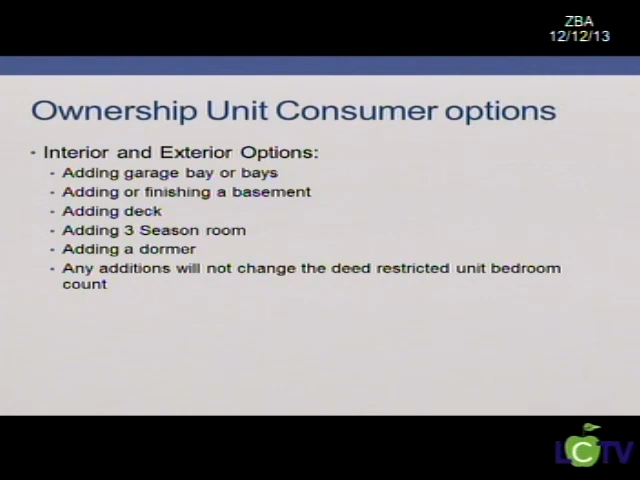 ZBA
12/12/13
Ownership Unit Consumer options
• Interior and Exterior Options:
• Adding garage bay or bays
• Adding or finishing a basement
• Adding deck
• Adding 3 Season room
• Adding a dormer
• Any additions will not change the deed restricted unit bedroom
count
LCTV